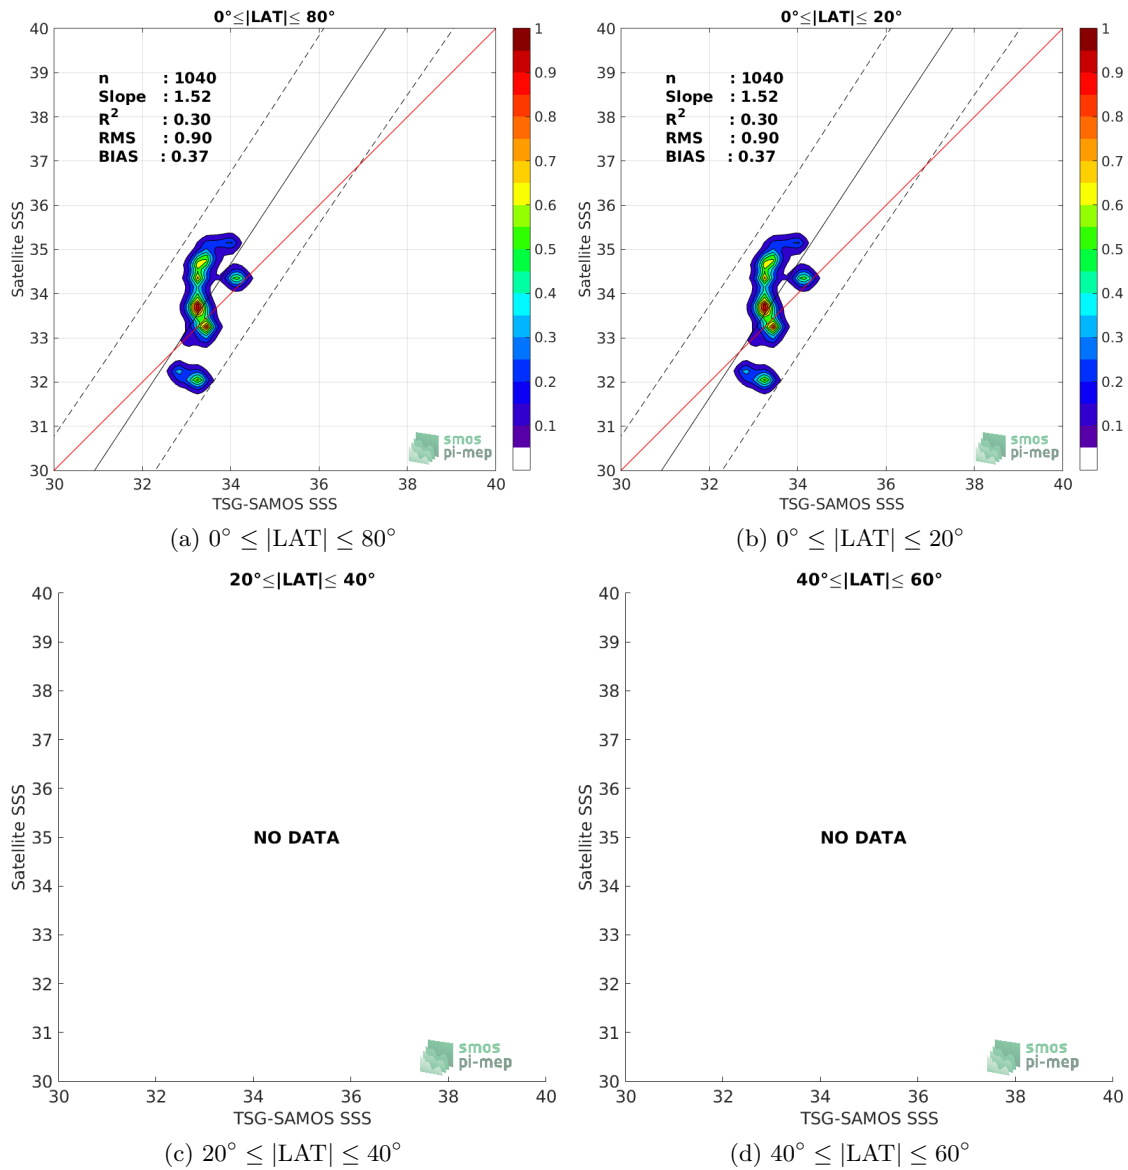 0°≤|LAT|≤ 80°
40
39
38
37
36
35
34
33
32
31
30
Satellite SSS
n : 1040
Slope : 1.52
R2 : 0.30
RMS : 0.90
BIAS : 0.37
1
0.9
0.8
0.7
0.6
0.5
0.4
0.3
0.2
0.1
smos
pi-mep
30 32 34 36 38 40
TSG-SAMOS SSS
(a) 0° ≤ |LAT| ≤ 80°
0°≤|LAT|≤ 20°
40
39
38
37
36
35
34
33
32
31
30
Satellite SSS
n : 1040
Slope : 1.52
R2 : 0.30
RMS : 0.90
BIAS : 0.37
1
0.9
0.8
0.7
0.6
0.5
0.4
0.3
0.2
0.1
smos
pi-mep
30 32 34 36 38 40
TSG-SAMOS SSS
(b) 0° ≤ |LAT| ≤ 20°
20°≤|LAT|≤ 40°
40
39
38
37
36
35
34
33
32
31
30
Satellite SSS
NO DATA
smos
pi-mep
30 32 34 36 38 40
TSG-SAMOS SSS
(c) 20° ≤ |LAT| ≤ 40°
40°≤|LAT|≤ 60°
40
39
38
37
36
35
34
33
32
31
30
Satellite SSS
NO DATA
smos
pi-mep
30 32 34 36 38 40
TSG-SAMOS SSS
(d) 40° ≤ |LAT| ≤ 60°